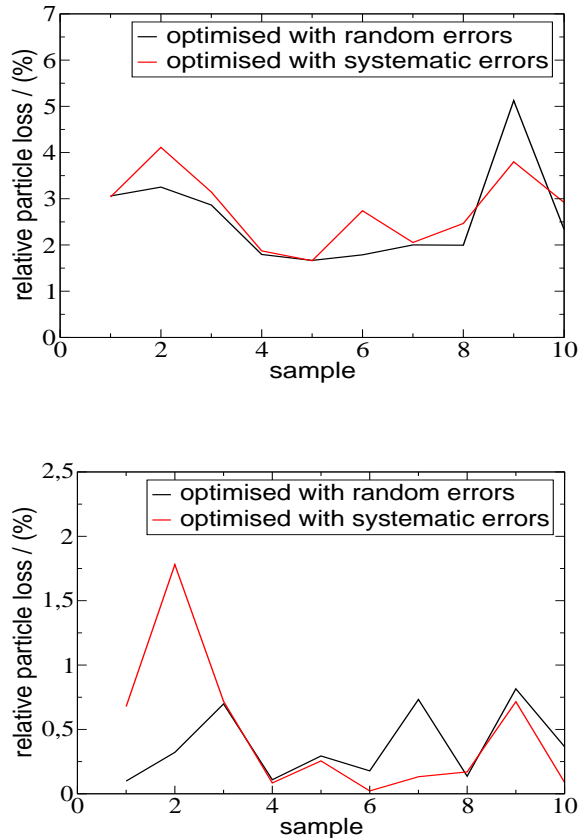 7
6
5
4
3
2
1
0
relative particle loss / (%)
optimised with random errors
optimised with systematic errors
0 2 4 6 8 10
sample
2,5
2
1,5
1
0,5
0
relative particle loss / (%)
optimised with random errors
optimised with systematic errors
0 2 4 6 8 10
sample